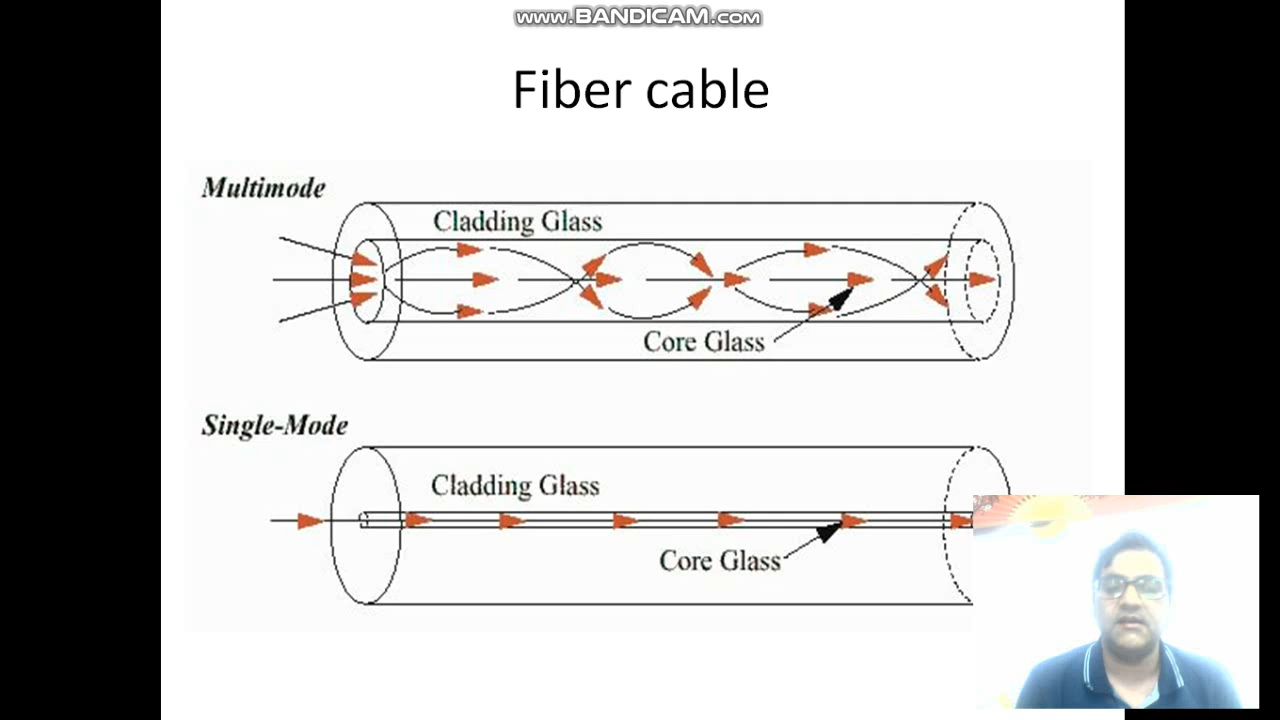 www.BANDICAM.com
Fiber cable
Multimode
Cladding Glass
Core Glass
Single-Mode
Cladding Glass
Core Glass